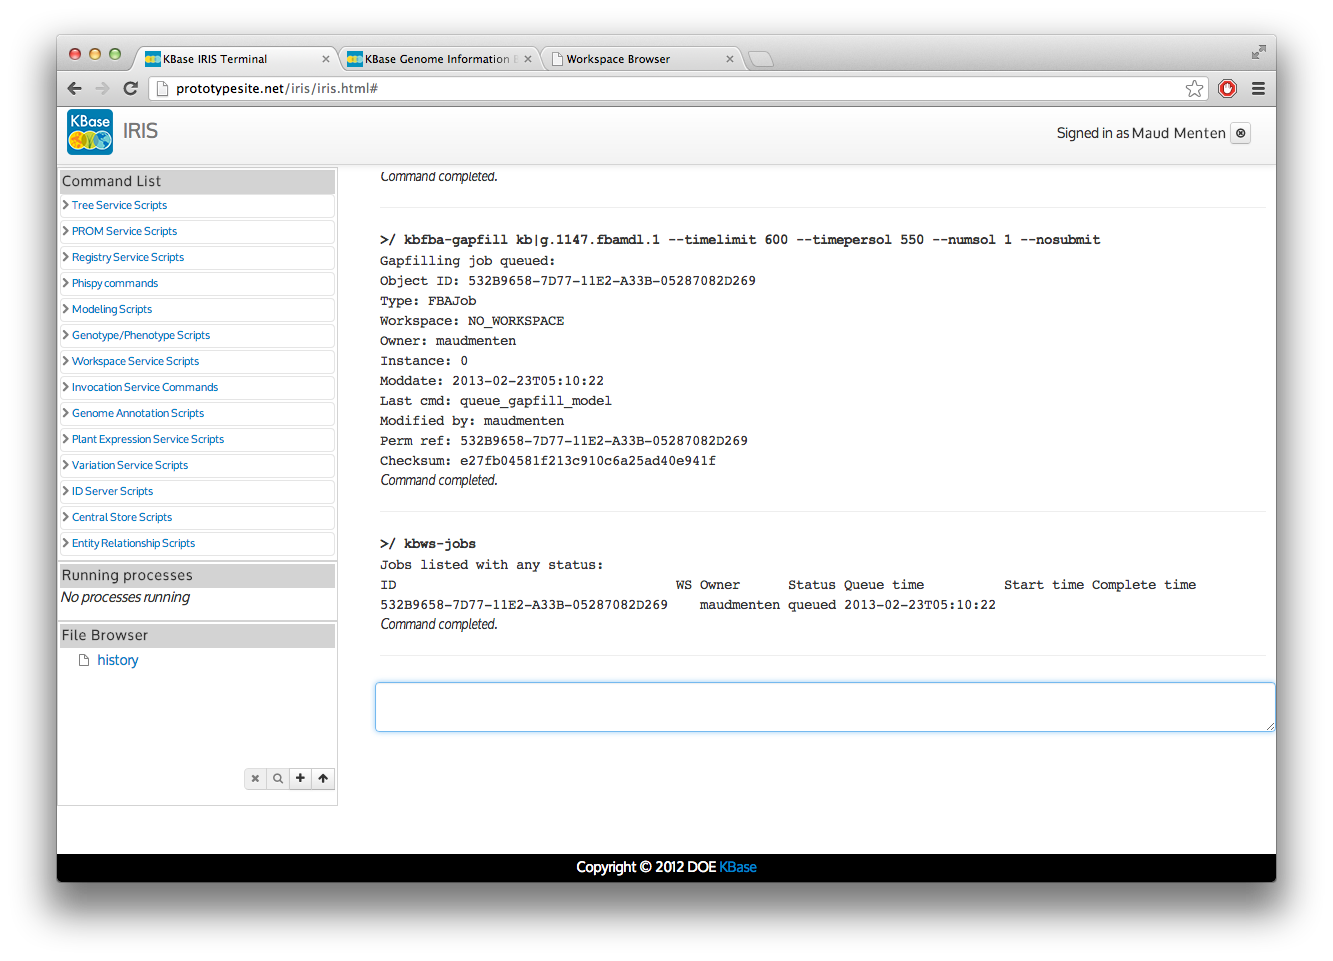 KBase IRIS Terminal
KBase Genome Information
Workspace Browser
prototypesite.net/iris/iris.html#
KBase
IRIS
Signed in as Maud Menten
Command List
Tree Service Scripts
PROM Service Scripts
Registry Service Scripts
Phispy commands
Modeling Scripts
Genotype/Phenotype Scripts
Workspace Service Scripts
Invocation Service Commands
Genome Annotation Scripts
Plant Expression Service Scripts
Variation Service Scripts
ID Server Scripts
Central Store Scripts
Entity Relationship Scripts
Running processes
No processes running
File Browser
history
Command completed.
>/ kbfba-gapfill kb|g.1147.fbamdl.1 --timelimit 600 --timepersol 550 --numsol 1 --nosubmit
Gapfilling job queued:
Object ID: 532B9658-7D77-11E2-A33B-05287082D269
Type: FBAJob
Workspace: NO_WORKSPACE
Owner: maudmenten
Instance: 0
Moddate: 2013-02-23T05:10:22
Last cmd: queue_gapfill_model
Modified by: maudmenten
Perm ref: 532B9658-7D77-11E2-A33B-05287082D269
Checksum: e27fb04581f213c910c6a25ad40e941f
Command completed.
>/ kbws-jobs
Jobs listed with any status:
ID WS Owner Status Queue time Start time Complete time
532B9658-7D77-11E2-A33B-05287082D269 maudmenten queued 2013-02-23T05:10:22
Command completed.
Copyright © 2012 DOE KBase